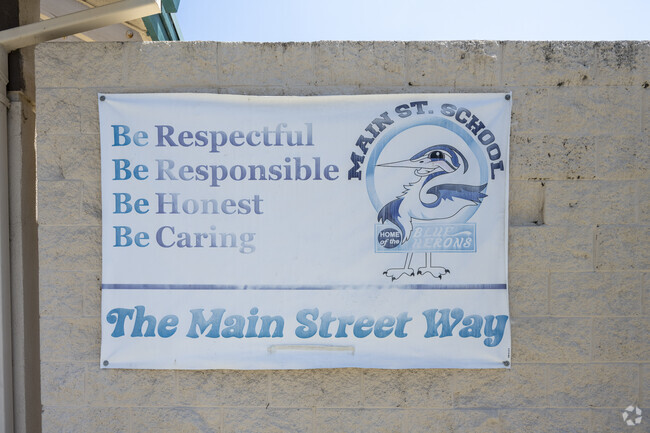 Be Respectful
Be Responsible
Be Honest
Be Caring
MAIN ST. SCHOOL
HOME of the
BLUE HERONS
The Main Street Way